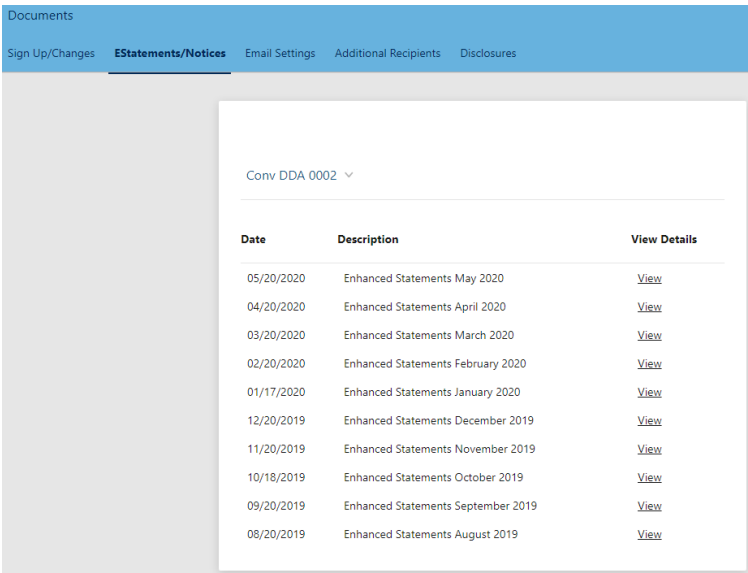 Documents
Sign Up/Changes EStatements/Notices Email Settings Additional Recipients Disclosures
Conv DDA 0002
Date Description View Details
05/20/2020 Enhanced Statements May 2020 View
04/20/2020 Enhanced Statements April 2020 View
03/20/2020 Enhanced Statements March 2020 View
02/20/2020 Enhanced Statements February 2020 View
01/17/2020 Enhanced Statements January 2020 View
12/20/2019 Enhanced Statements December 2019 View
11/20/2019 Enhanced Statements November 2019 View
10/18/2019 Enhanced Statements October 2019 View
09/20/2019 Enhanced Statements September 2019 View
08/20/2019 Enhanced Statements August 2019 View